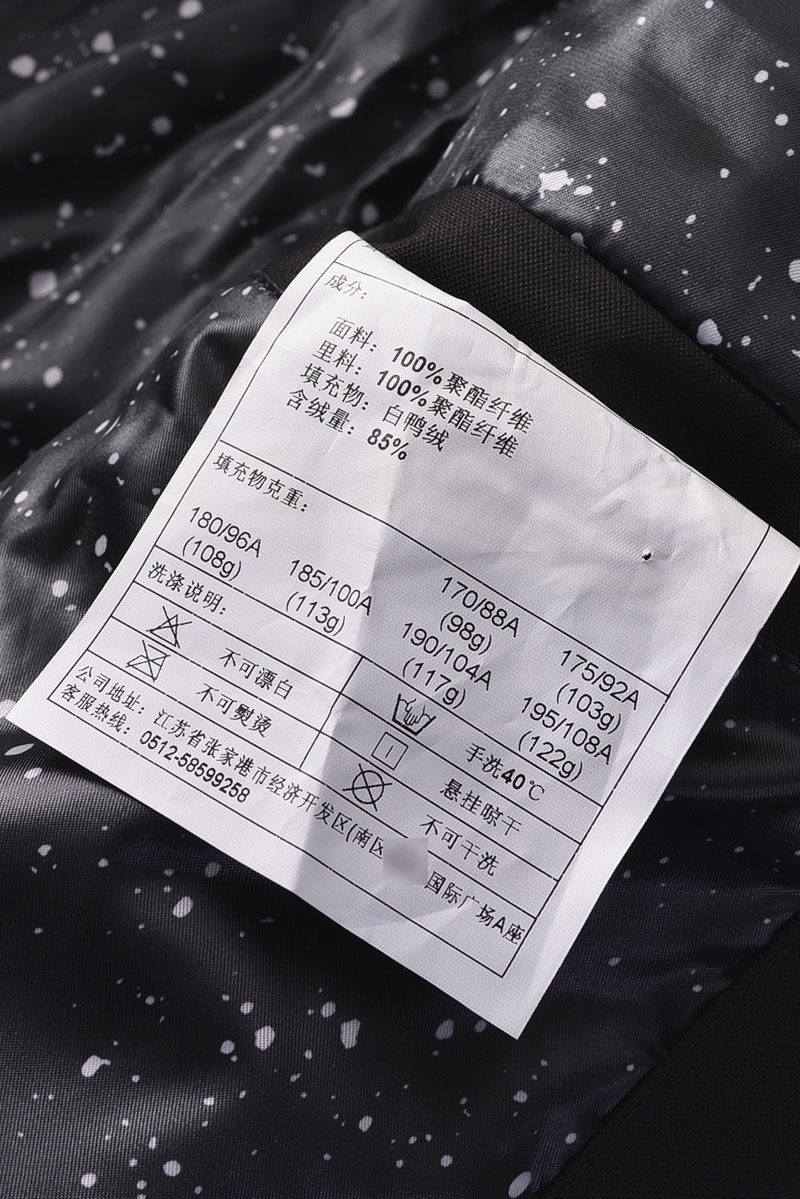 成分:
面料: 100%聚酯纤维
里料: 100%聚酯纤维
填充物: 白鸭绒
含绒量: 85%
填充物克重:
170/88A 175/92A
(98g) (103g)
180/96A 185/100A 190/104A 195/108A
(108g) (113g) (117g) (122g)
洗涤说明:
手洗40℃
不可漂白 悬挂晾干
不可熨烫 不可干洗
公司地址: 江苏省张家港市经济开发区(南区 国际广场A座
客服热线: 0512-58599258